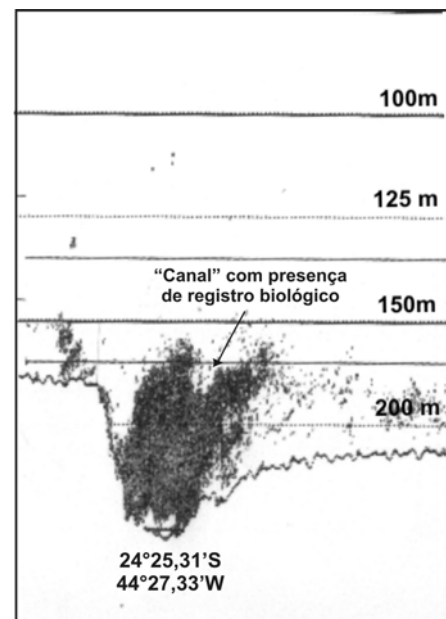 100m
125 m
“Canal” com presença
de registro biológico
150m
200 m
24°25,31’S
44°27,33’W